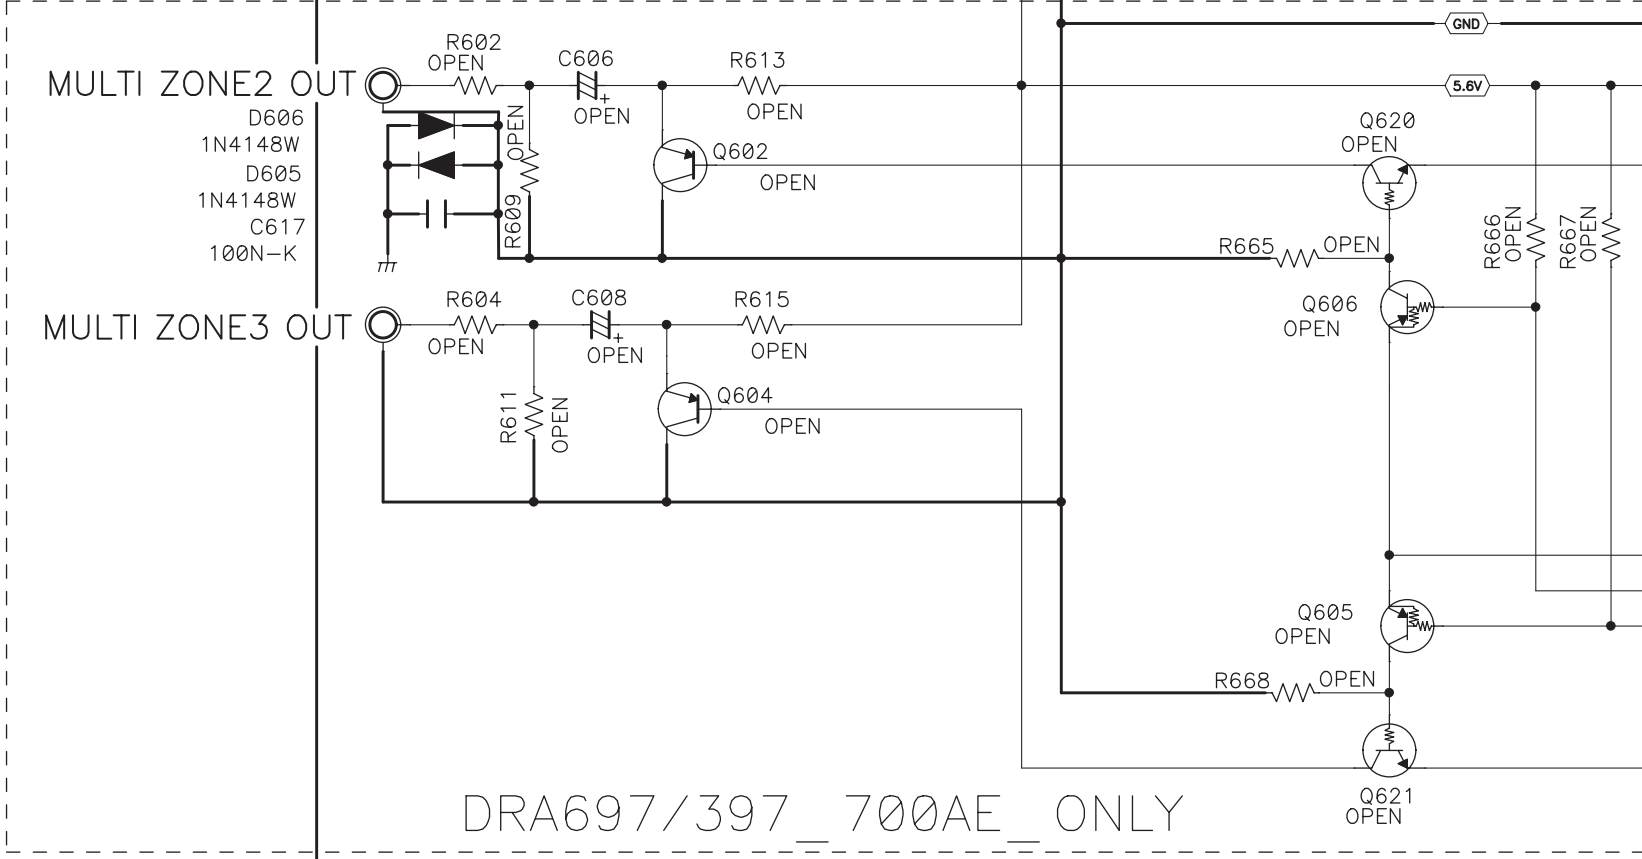 GND
R602
OPEN
C606
OPEN
R613
OPEN
MULTI ZONE2 OUT
5.6V
D606
1N4148W
D605
1N4148W
C617
100N-K
OPEN
R609
Q602
OPEN
Q620
OPEN
R665
OPEN
R666
OPEN
R667
OPEN
Q606
OPEN
MULTI ZONE3 OUT
R604
OPEN
C608
OPEN
R615
OPEN
R611
OPEN
Q604
OPEN
Q605
OPEN
R668
OPEN
Q621
OPEN
DRA697/397_700AE_ONLY